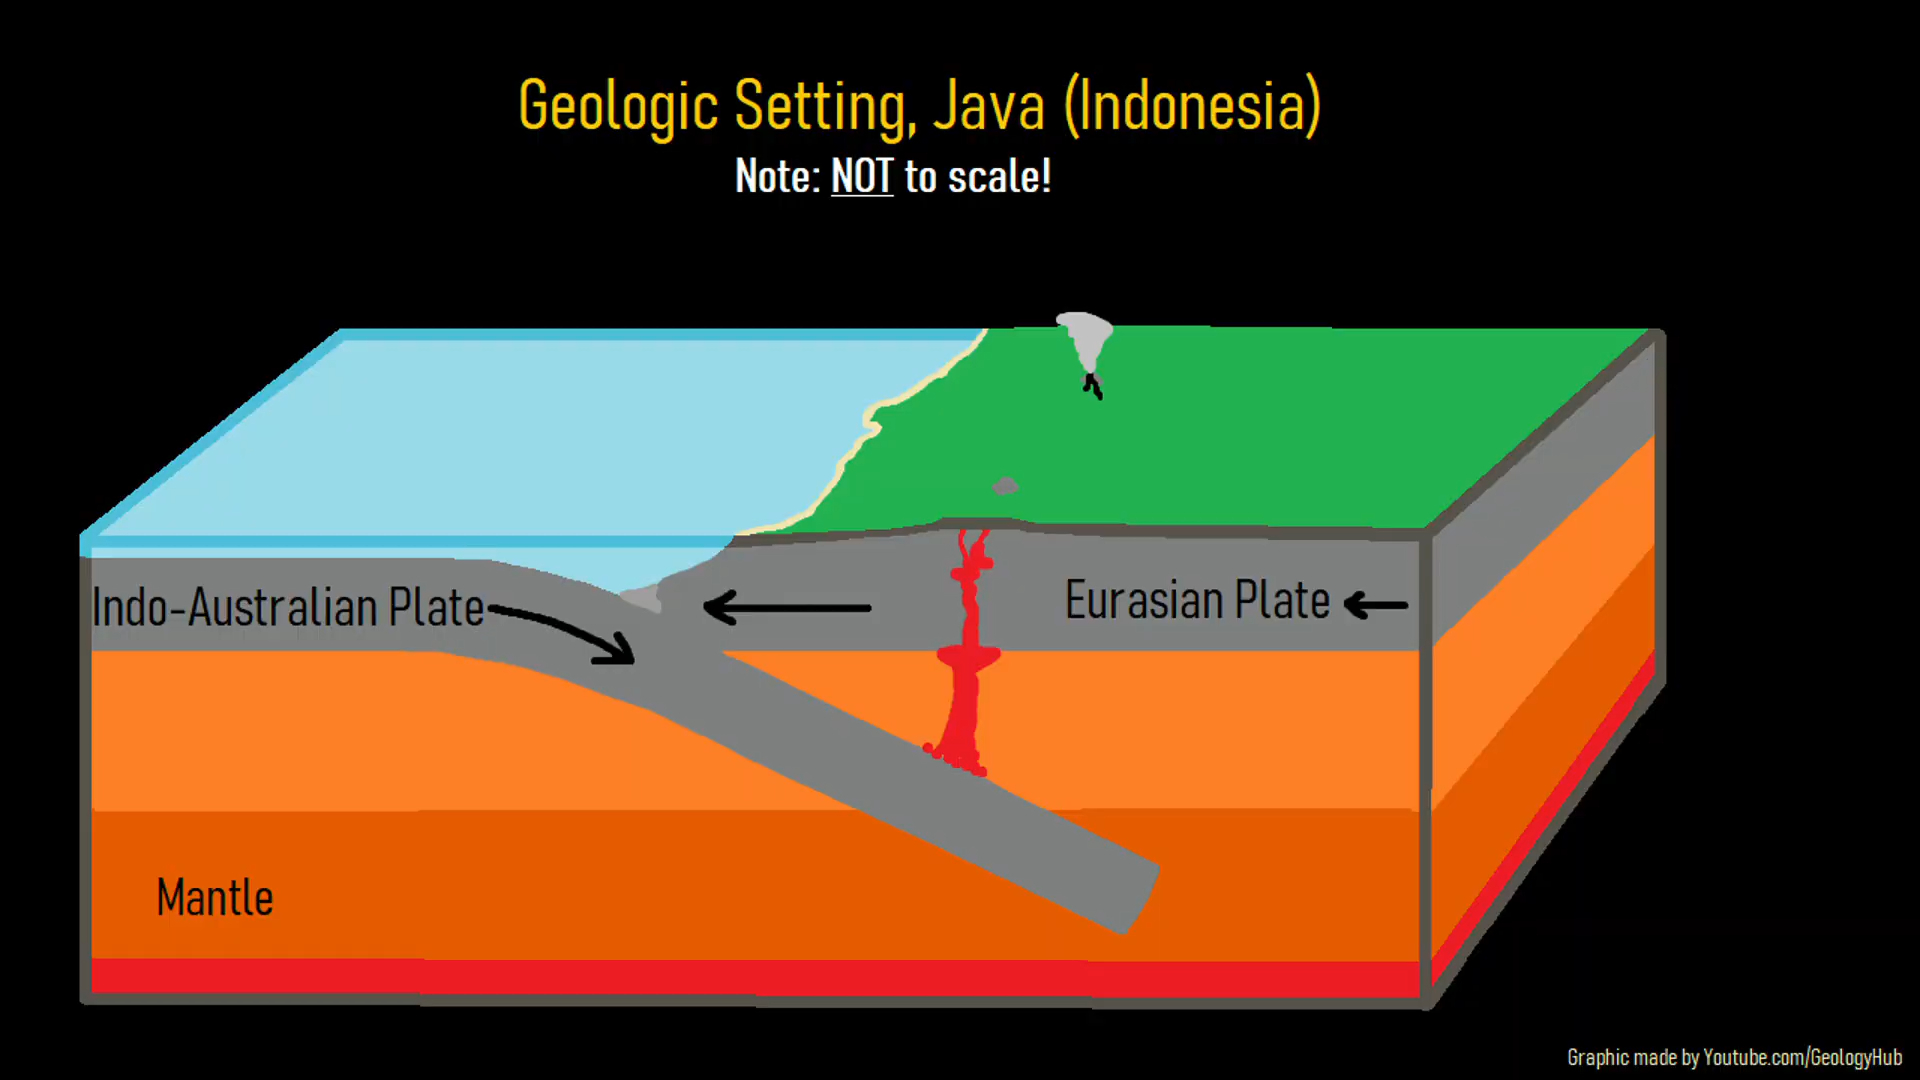 Geologic Setting, Java (Indonesia)
Note: NOT to scale!
Indo-Australian Plate
Eurasian Plate
Mantle
Graphic made by Youtube.com/GeologyHub